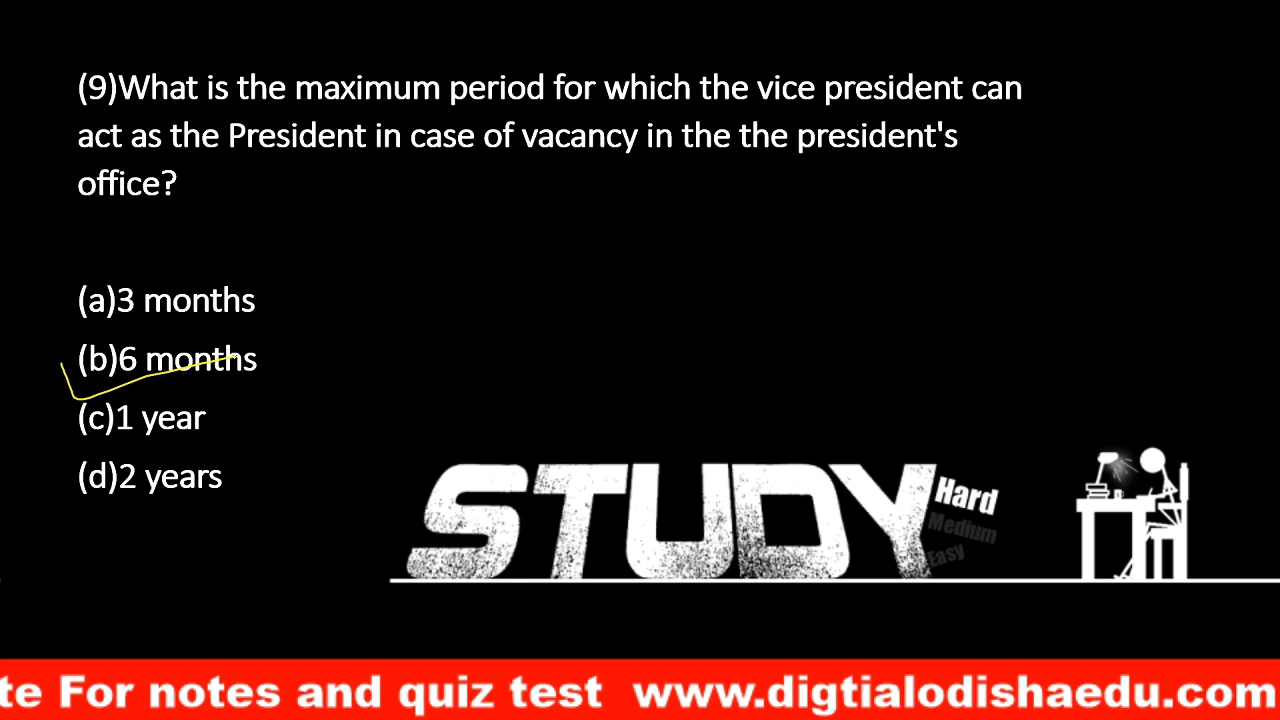 (9)What is the maximum period for which the vice president can
act as the President in case of vacancy in the the president's
office?
(a)3 months
(b)6 months
(c)1 year
(d)2 years
STUDY
Hard
Medium
Easy
te For notes and quiz test www.digtialodishaedu.com